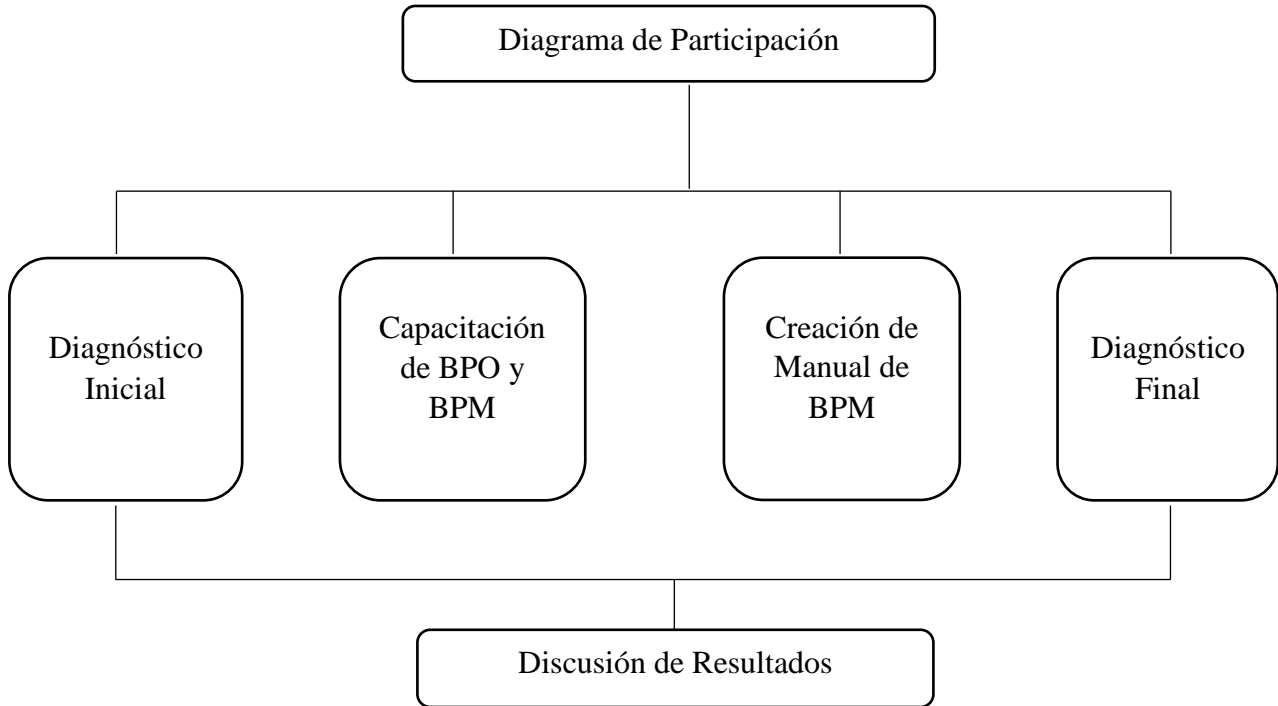 Diagrama de Participación
Diagnóstico
Inicial
Capacitación
de BPO y
BPM
Creación de
Manual de
BPM
Diagnóstico
Final
Discusión de Resultados